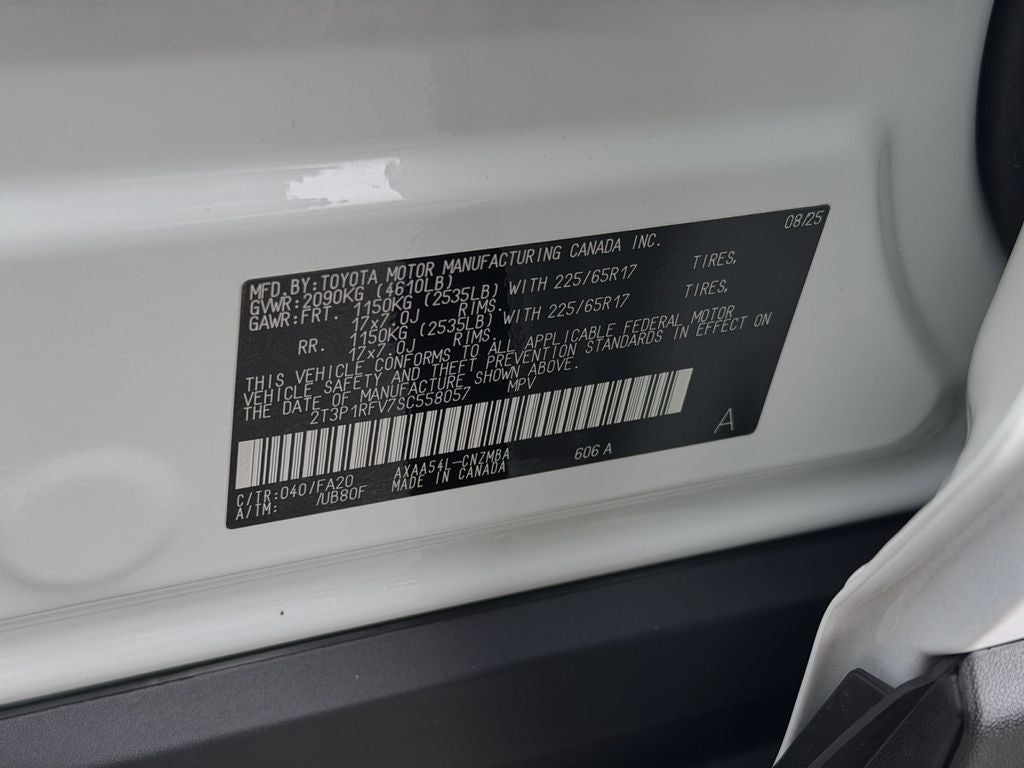 08/25
MFD.BY:TOYOTA MOTOR MANUFACTURING CANADA INC.
GVWR:2090KG (4610LB)
GAWR:FRT. 1150KG (2535LB) WITH 225/65R17 TIRES,
17x7.0J RIMS.
RR. 1150KG (2535LB) WITH 225/65R17 TIRES,
17x7.0J RIMS.
THIS VEHICLE CONFORMS TO ALL APPLICABLE FEDERAL MOTOR
VEHICLE SAFETY AND THEFT PREVENTION STANDARDS IN EFFECT ON
THE DATE OF MANUFACTURE SHOWN ABOVE.
2T3P1RFV7SC558057 MPV
A
C/TR:040/FA20 AXAA54L-CNZMBA 606 A
A/TM: /UB80F MADE IN CANADA